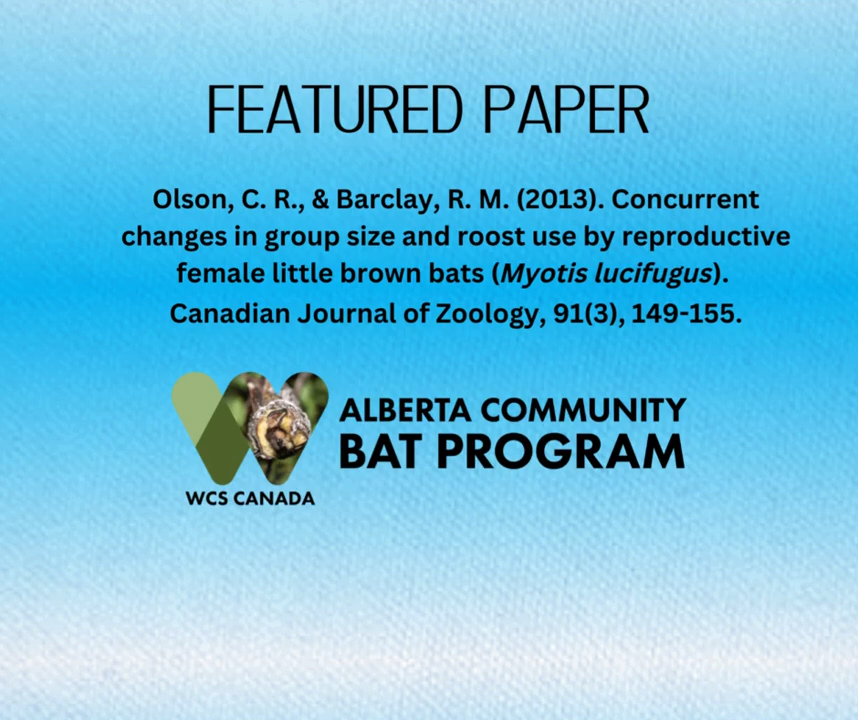 FEATURED PAPER
Olson, C. R., & Barclay, R. M. (2013). Concurrent
changes in group size and roost use by reproductive
female little brown bats (Myotis lucifugus).
Canadian Journal of Zoology, 91(3), 149-155.
ALBERTA COMMUNITY
BAT PROGRAM
WCS CANADA